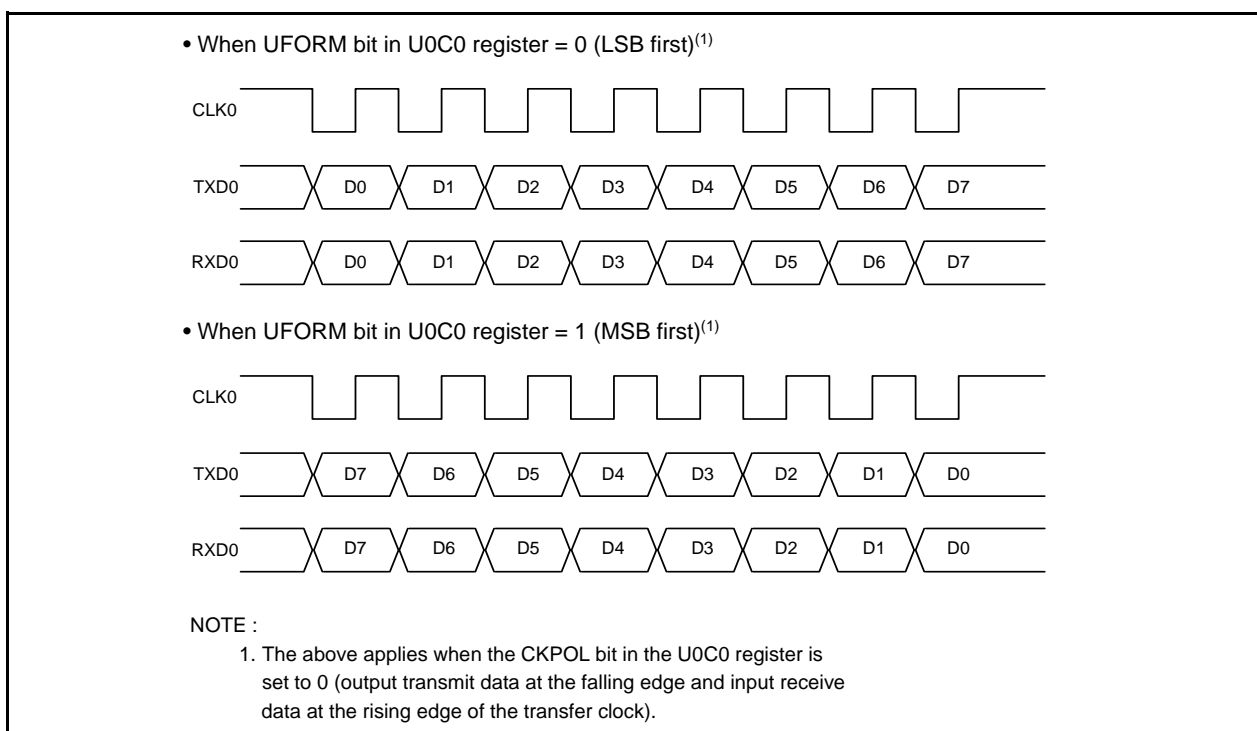 • When UFORM bit in U0C0 register = 0 (LSB first)(1)
CLK0
TXD0 D0 D1 D2 D3 D4 D5 D6 D7
RXD0 D0 D1 D2 D3 D4 D5 D6 D7
• When UFORM bit in U0C0 register = 1 (MSB first)(1)
CLK0
TXD0 D7 D6 D5 D4 D3 D2 D1 D0
RXD0 D7 D6 D5 D4 D3 D2 D1 D0
NOTE :
1. The above applies when the CKPOL bit in the U0C0 register is
set to 0 (output transmit data at the falling edge and input receive
data at the rising edge of the transfer clock).